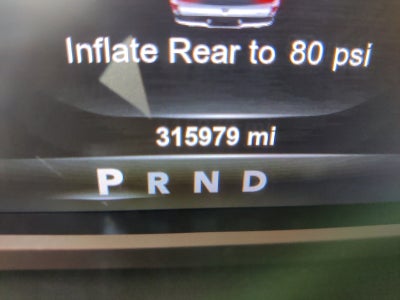 Inflate Rear to 80 psi
315979 mi
P R N D